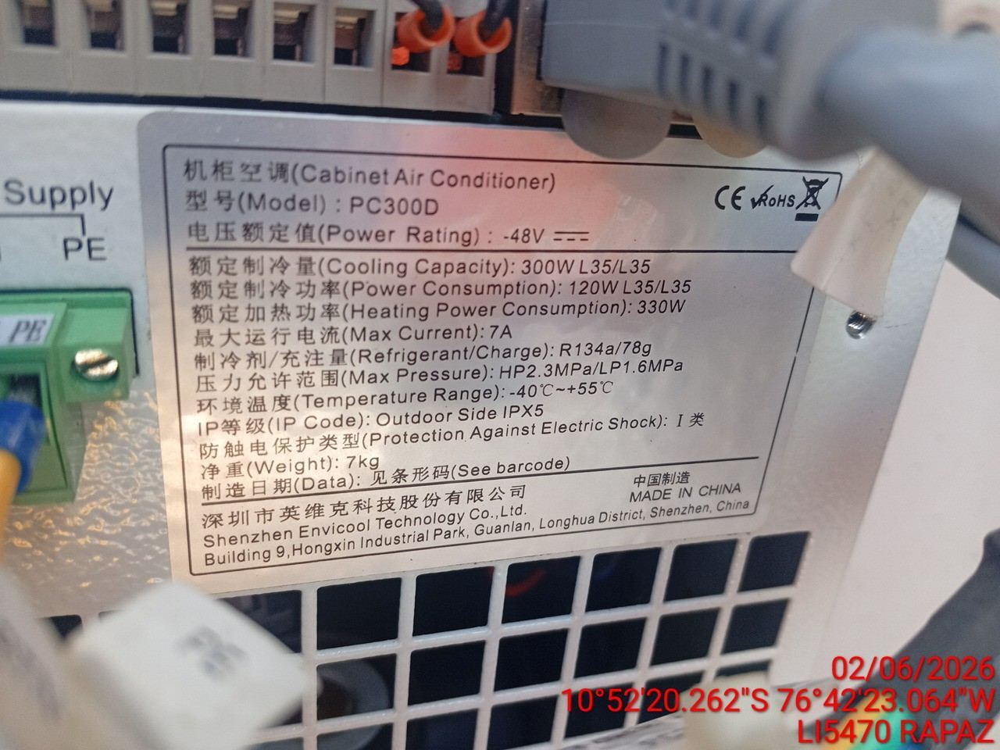 Supply
PE
PE
机柜空调(Cabinet Air Conditioner)
型号(Model) : PC300D
电压额定值(Power Rating) : -48V
CE RoHS
额定制冷量(Cooling Capacity): 300W L35/L35
额定制冷功率(Power Consumption): 120W L35/L35
额定加热功率(Heating Power Consumption): 330W
最大运行电流(Max Current): 7A
制冷剂/充注量(Refrigerant/Charge): R134a/78g
压力允许范围(Max Pressure): HP2.3MPa/LP1.6MPa
环境温度(Temperature Range): -40℃~+55℃
IP等级(IP Code): Outdoor Side IPX5
防触电保护类型(Protection Against Electric Shock): I 类
净重(Weight): 7kg
制造日期(Data): 见条形码(See barcode)
深圳市英维克科技股份有限公司
中国制造
Shenzhen Envicool Technology Co.,Ltd.
MADE IN CHINA
Building 9,Hongxin Industrial Park, Guanlan, Longhua District, Shenzhen, China
02/06/2026
10°52'20.262"S 76°42'23.064"W
LI5470 RAPAZ